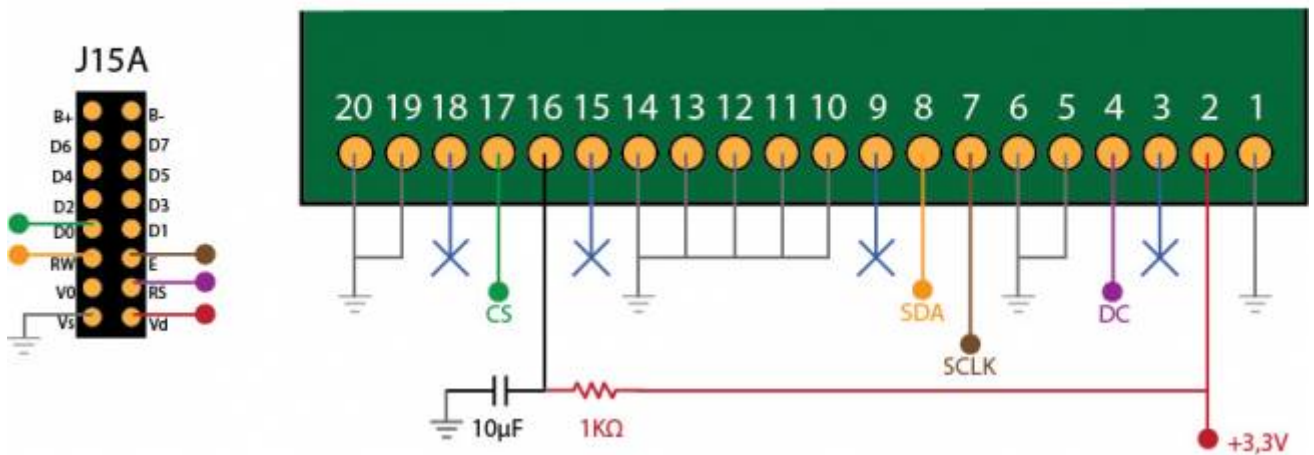 J15A
B+ B-
D6 D7
D4 D5
D2 D3
D0 D1
RW E
V0 RS
Vs Vd
20 19 18 17 16 15 14 13 12 11 10 9 8 7 6 5 4 3 2 1
CS SDA DC
SCLK
10µF 1KΩ
+3,3V